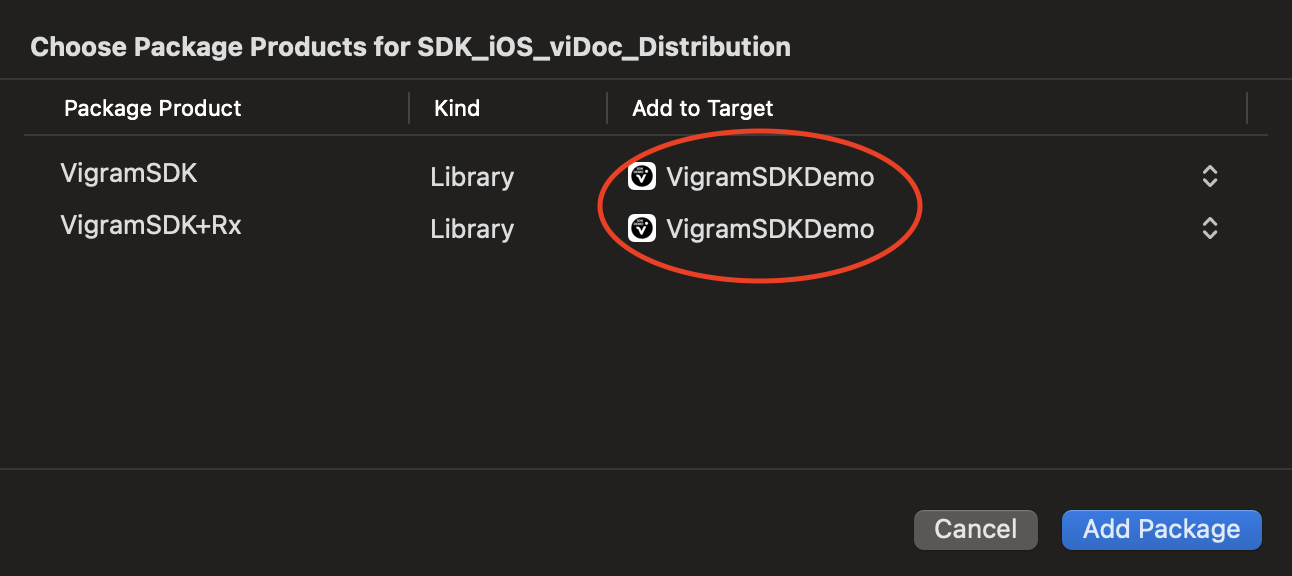 Choose Package Products for SDK_iOS_viDoc_Distribution
Package Product Kind Add to Target
VigramSDK Library VigramSDKDemo
VigramSDK+Rx Library VigramSDKDemo
Cancel Add Package